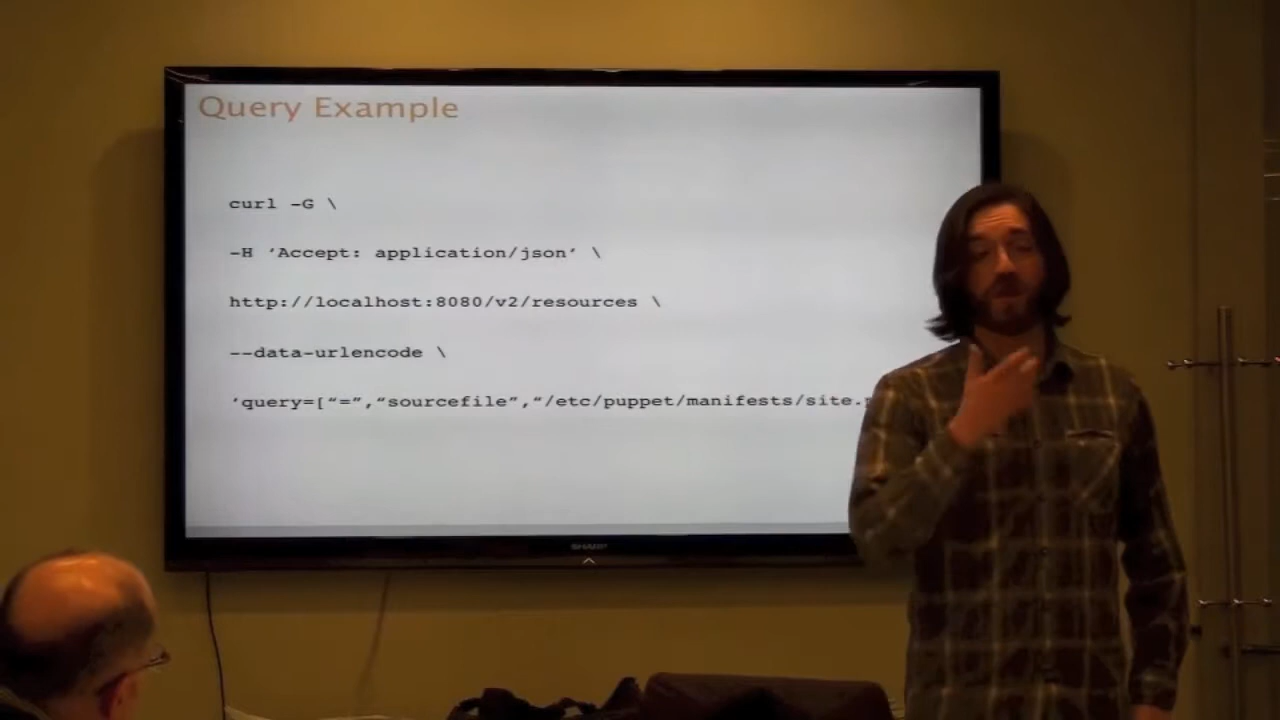 Query Example
curl -G \
-H ‘Accept: application/json’ \
http://localhost:8080/v2/resources \
--data-urlencode \
‘query=[“=”,“sourcefile”,“/etc/puppet/manifests/site.
SHARP